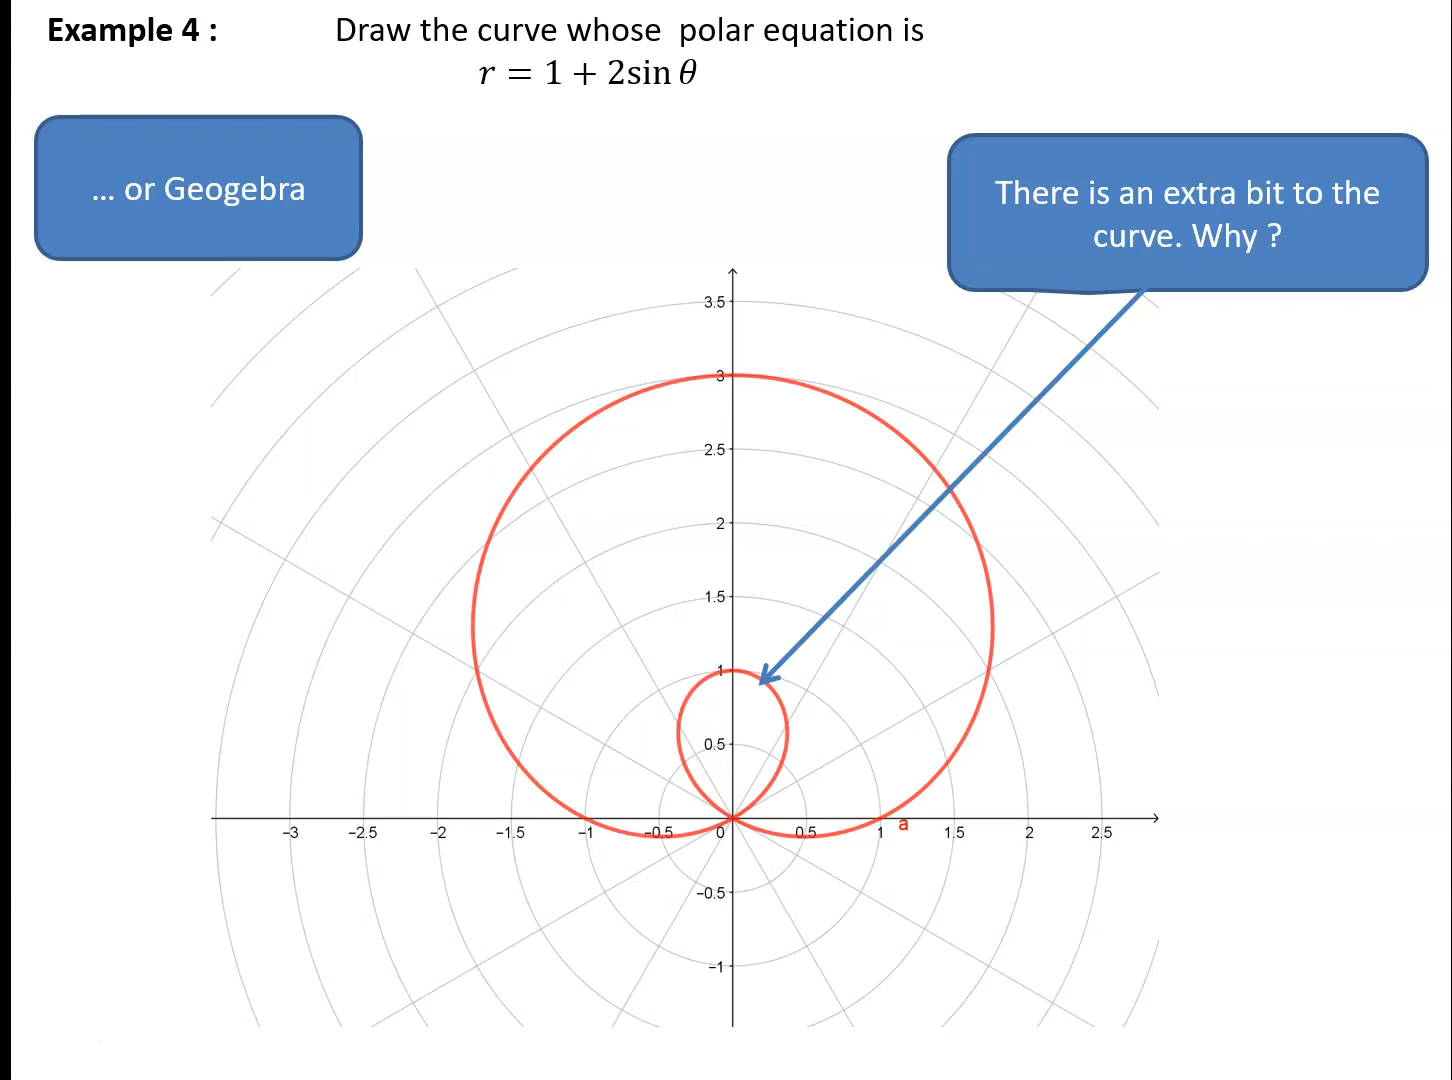 Example 4 : Draw the curve whose polar equation is
r = 1 + 2sin θ
... or Geogebra
There is an extra bit to the
curve. Why ?
3.5
3
2.5
2
1.5
1
0.5
−3 −2.5 −2 −1.5 −1 −0.5 0 0.5 1 a 1.5 2 2.5
−0.5
−1